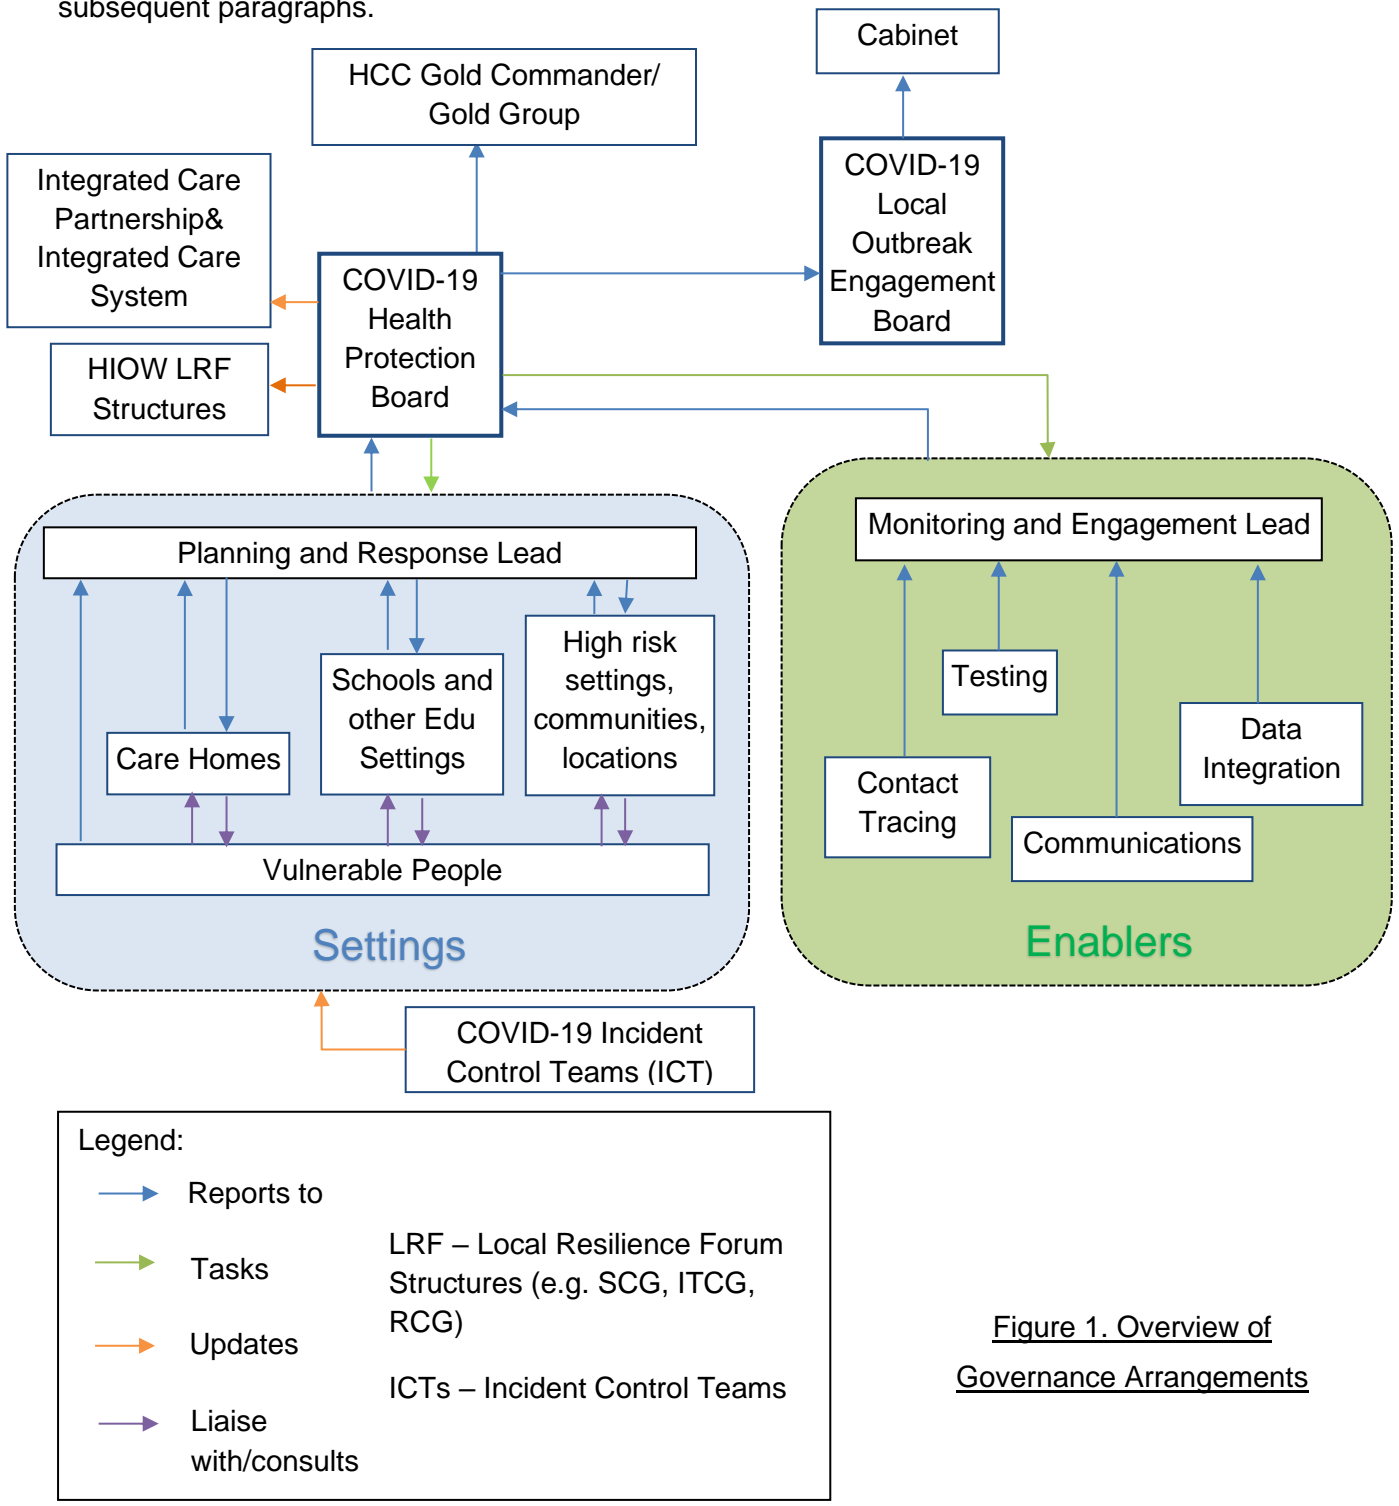 subsequent paragraphs.
Cabinet
HCC Gold Commander/
Gold Group
COVID-19
Local
Outbreak
Engagement
Board
Integrated Care
Partnership&
Integrated Care
System
COVID-19
Health
Protection
Board
HIOW LRF
Structures
Planning and Response Lead
Monitoring and Engagement Lead
High risk
settings,
communities,
locations
Schools and
other Edu
Settings
Care Homes
Testing
Data
Integration
Contact
Tracing
Communications
Vulnerable People
Settings
Enablers
COVID-19 Incident
Control Teams (ICT)
Legend:
Reports to
Tasks
Updates
Liaise
with/consults
LRF – Local Resilience Forum
Structures (e.g. SCG, ITCG,
RCG)
ICTs – Incident Control Teams
Figure 1. Overview of
Governance Arrangements